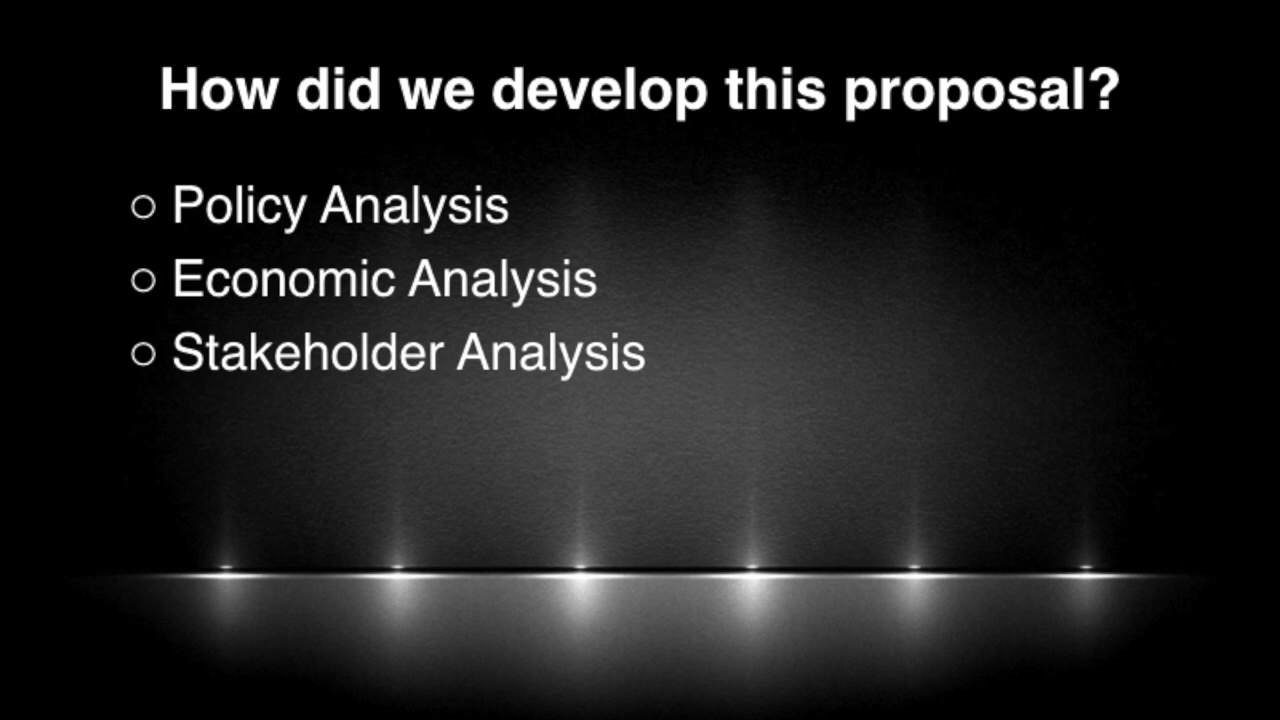 How did we develop this proposal?
○ Policy Analysis
○ Economic Analysis
○ Stakeholder Analysis